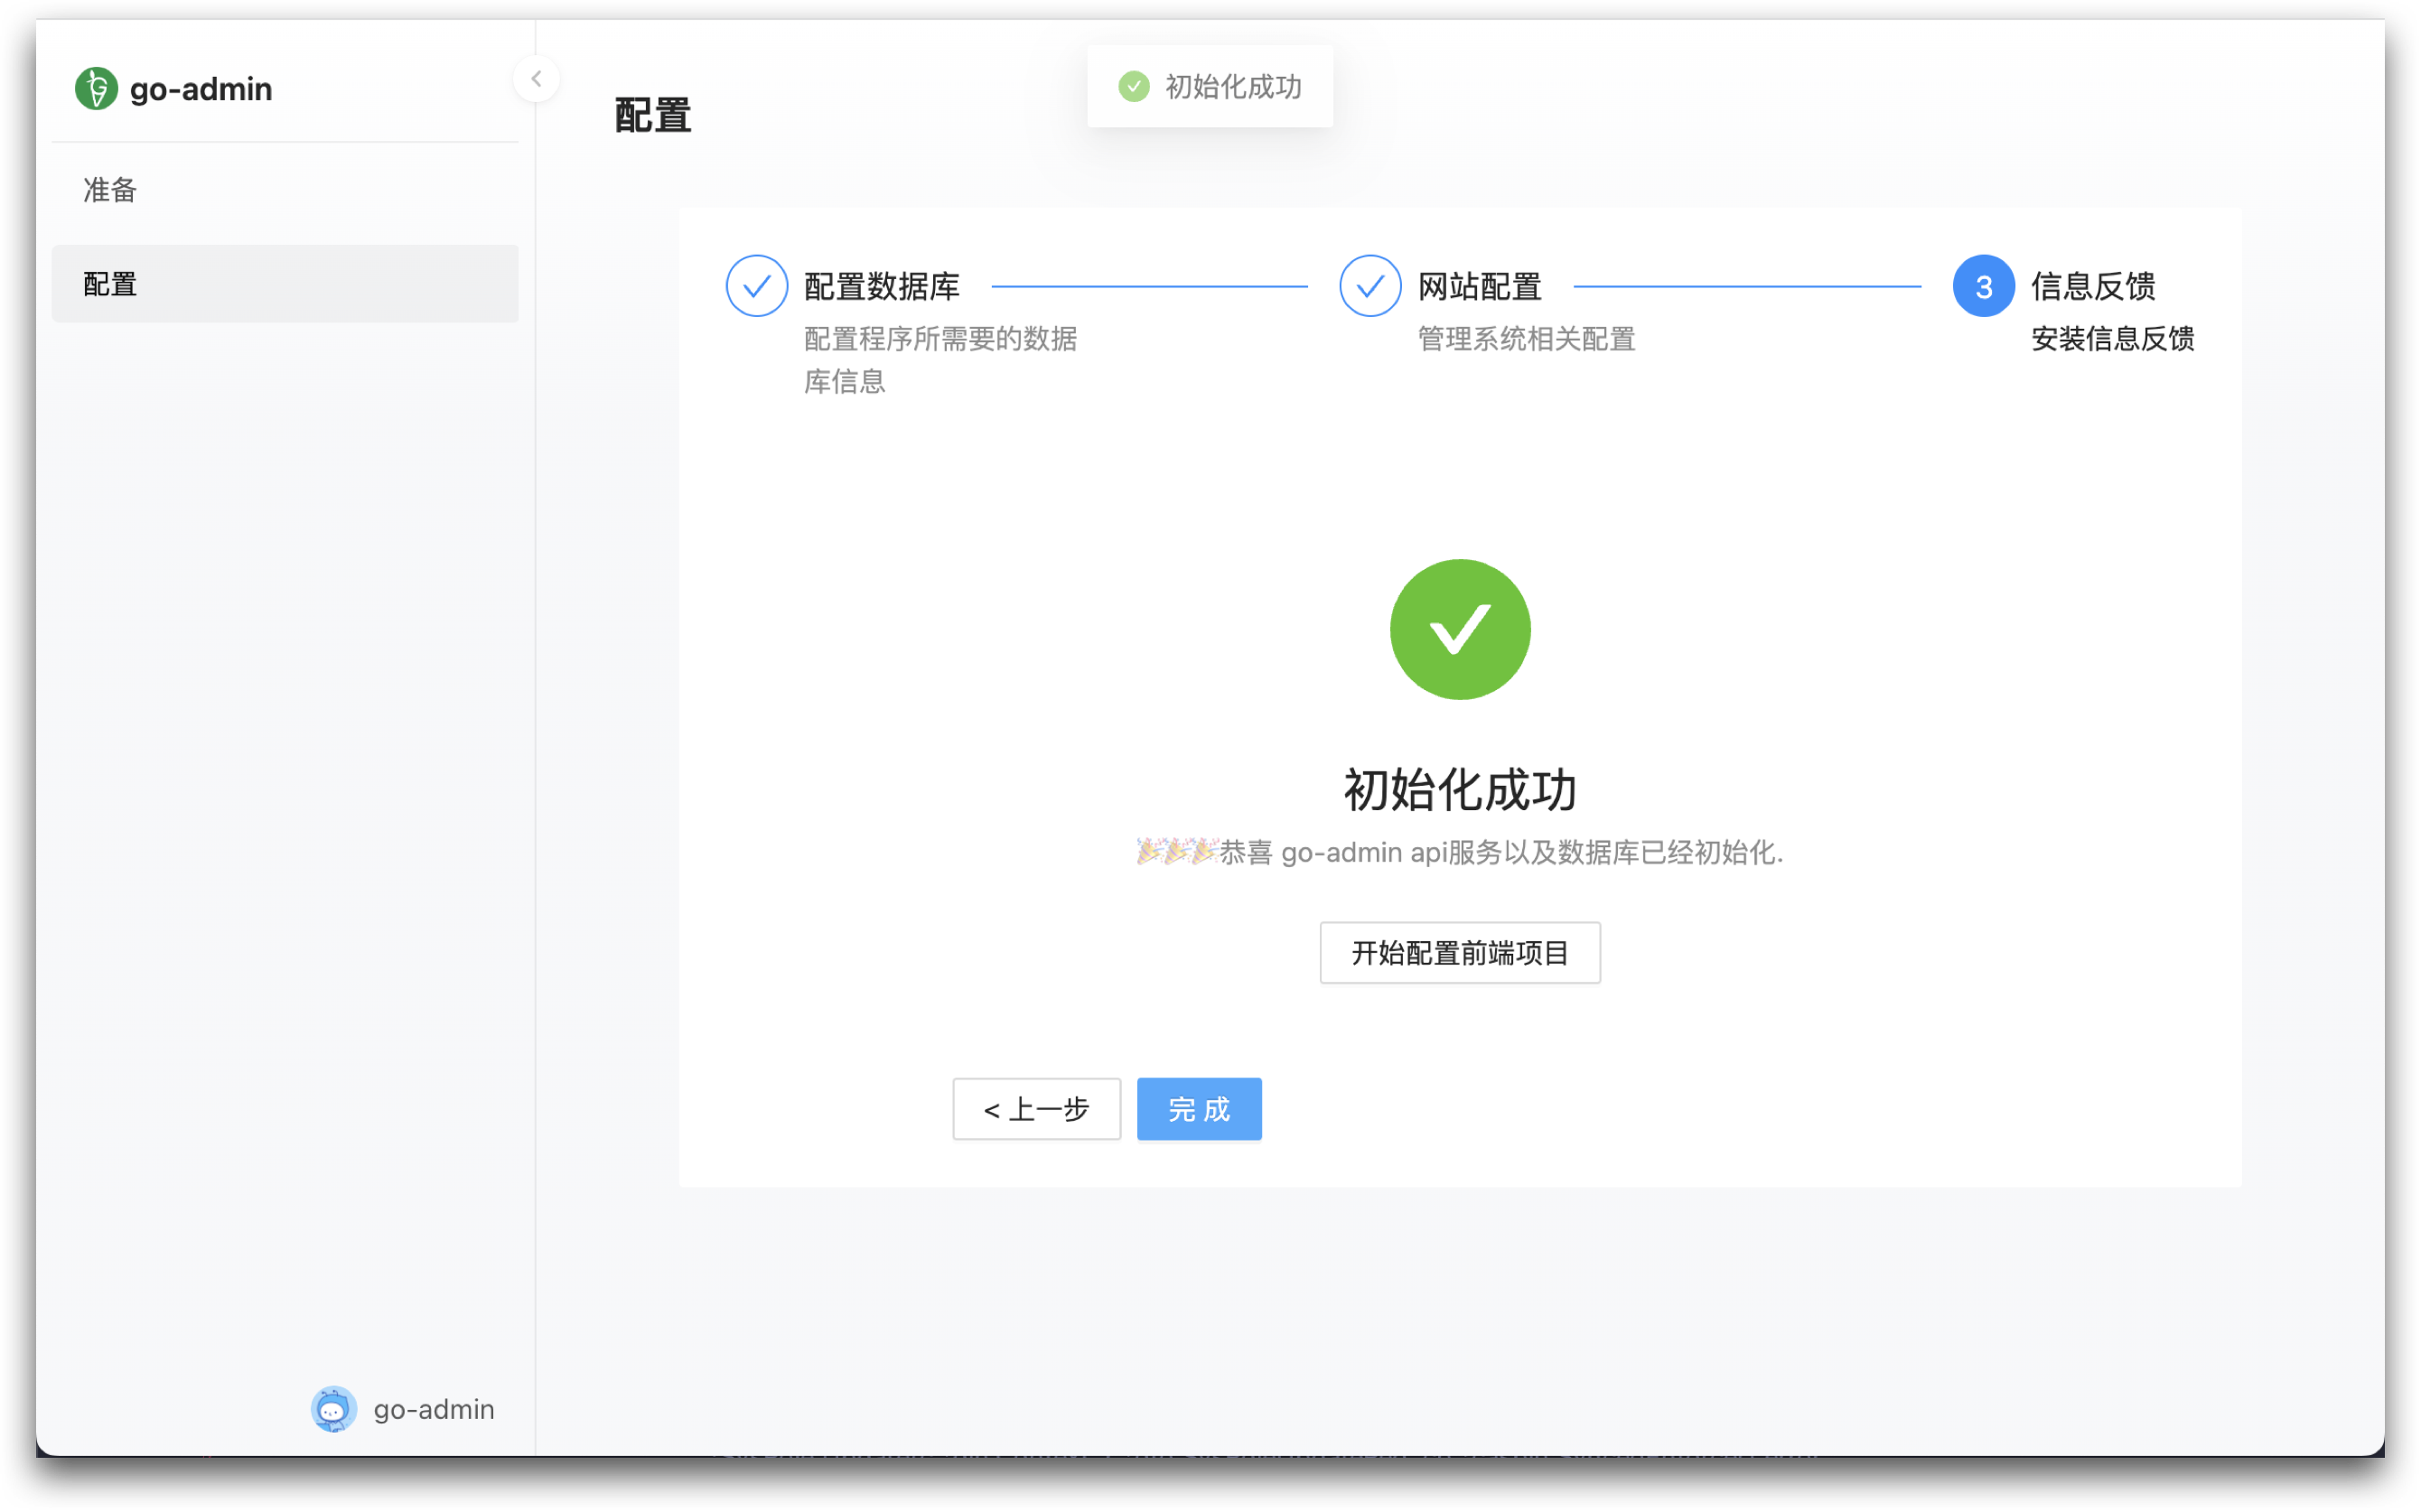 go-admin
准备
配置
go-admin
初始化成功
配置
配置数据库
配置程序所需要的数据
库信息
网站配置
管理系统相关配置
3
信息反馈
安装信息反馈
初始化成功
🎉🎉🎉恭喜 go-admin api服务以及数据库已经初始化.
开始配置前端项目
< 上一步
完 成